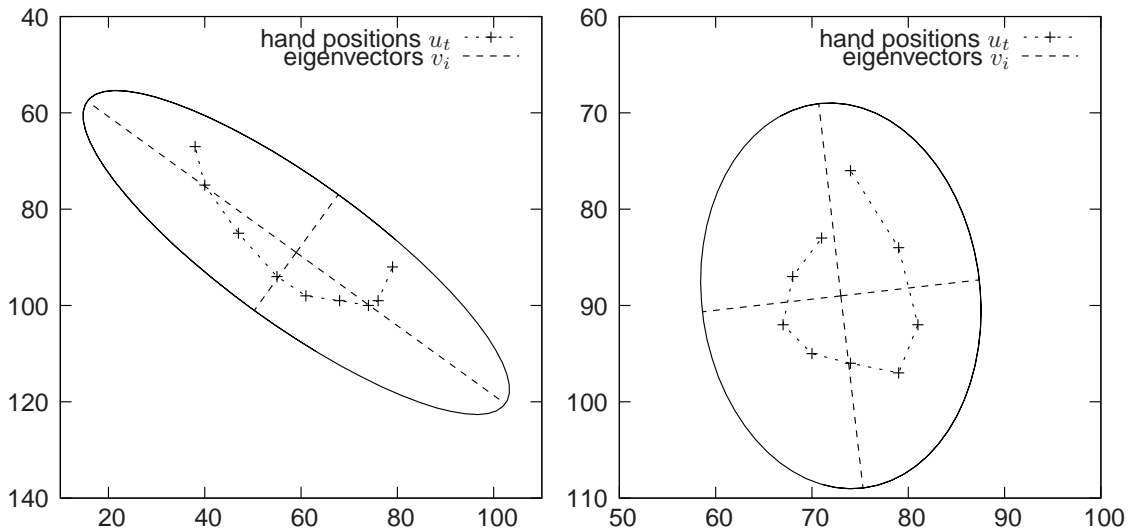 40
60
80
100
120
140
20 40 60 80 100
hand positions u_t
eigenvectors v_i
60
70
80
90
100
110
50 60 70 80 90 100
hand positions u_t
eigenvectors v_i